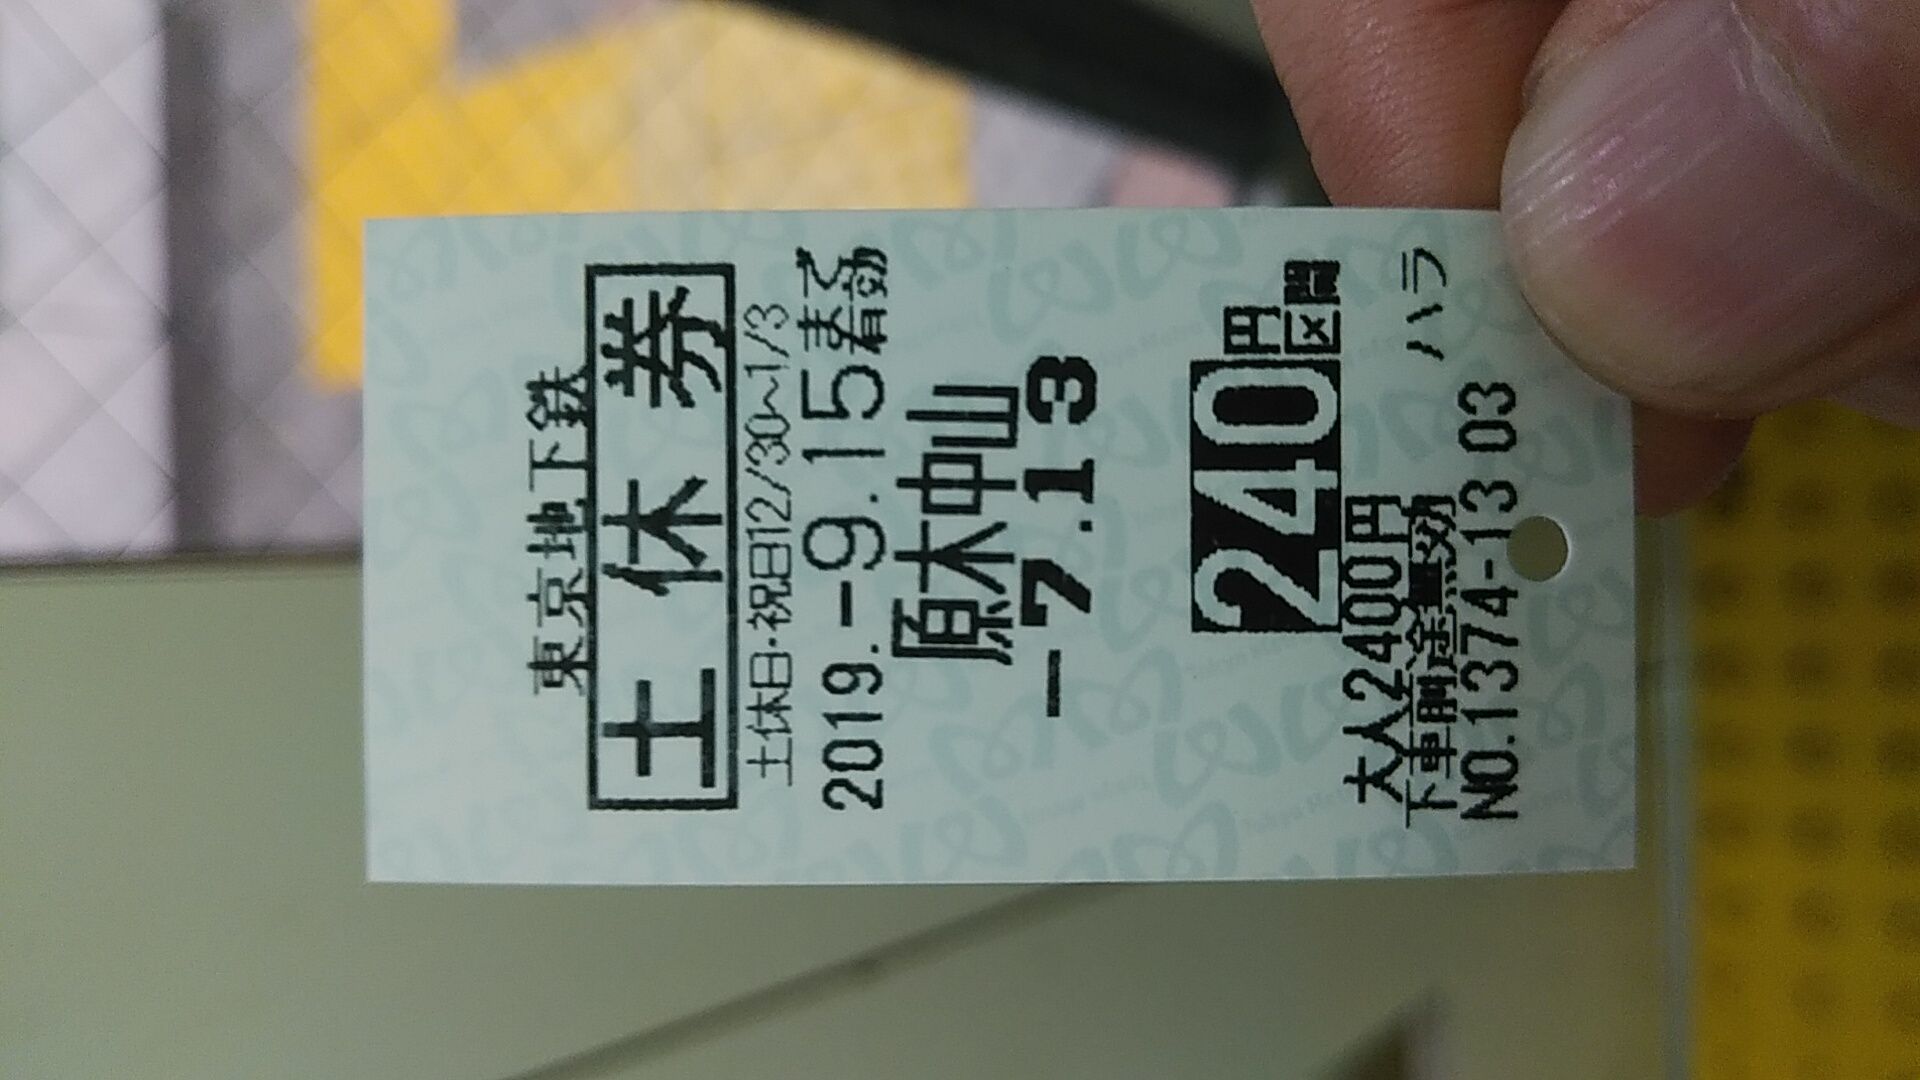 東京地下鉄
土休券
土休日・祝日12/30~1/3
2019.-9.15まで有効
原木中山
-7.13
240円区間
大人2400円 ハラ
下車前途無効
NO.1374-13 03